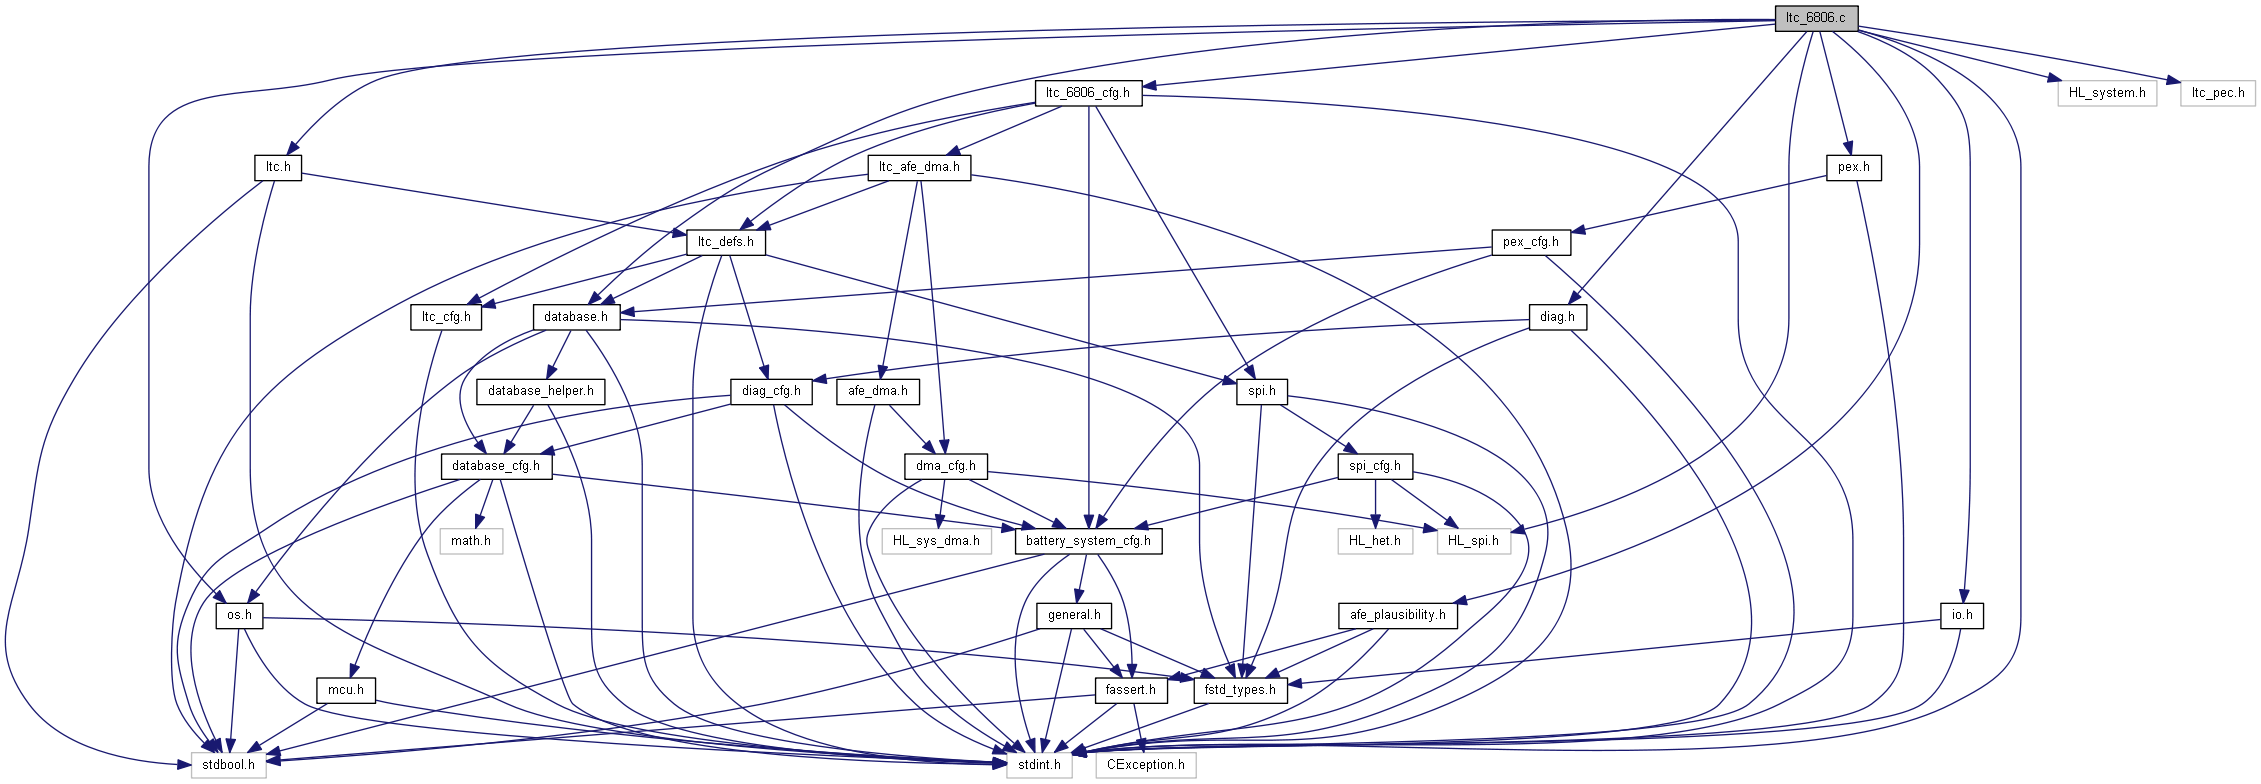 ltc_6806.c
ltc_6806_cfg.h
HL_system.h
ltc_pec.h
ltc.h
ltc_afe_dma.h
pex.h
ltc_defs.h
pex_cfg.h
ltc_cfg.h
database.h
diag.h
database_helper.h
diag_cfg.h
afe_dma.h
spi.h
database_cfg.h
dma_cfg.h
spi_cfg.h
math.h
HL_sys_dma.h
battery_system_cfg.h
HL_het.h
HL_spi.h
os.h
general.h
afe_plausibility.h
io.h
mcu.h
fassert.h
fstd_types.h
stdbool.h
stdint.h
CException.h